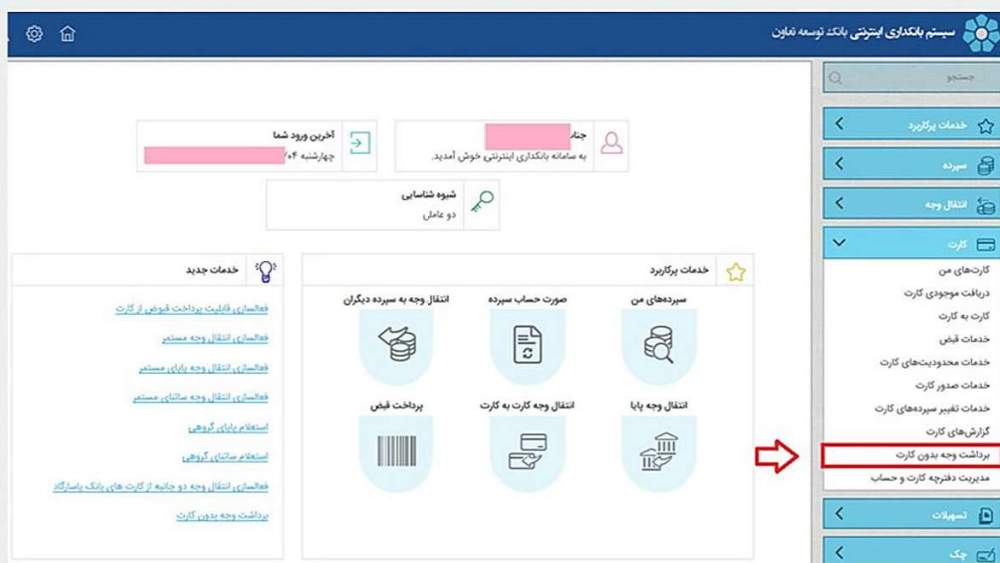 سیستم بانکداری اینترنتی بانک توسعه تعاون
جستجو
خدمات پرکاربرد
سپرده
انتقال وجه
کارت
کارت‌های من
دریافت موجودی کارت
کارت به کارت
خدمات قبض
خدمات محدودیت‌های کارت
خدمات صدور کارت
خدمات تغییر سپرده‌های کارت
گزارش‌های کارت
برداشت وجه بدون کارت
مدیریت دفترچه کارت و حساب
تسهیلات
چک
جناب
به سامانه بانکداری اینترنتی خوش آمدید.
آخرین ورود شما
چهارشنبه ۰۴/
شیوه شناسایی
دو عاملی
خدمات پرکاربرد
سپرده‌های من
صورت حساب سپرده
انتقال وجه به سپرده دیگران
انتقال وجه پایا
انتقال وجه کارت به کارت
پرداخت قبض
خدمات جدید
فعالسازی قابلیت پرداخت قبوض از کارت
فعالسازی انتقال وجه مستمر
فعالسازی انتقال وجه پایای مستمر
فعالسازی انتقال وجه ساتنای مستمر
استعلام پایای گروهی
استعلام ساتنای گروهی
فعالسازی انتقال وجه دو جانبه از کارت های بانک پاسارگاد
برداشت وجه بدون کارت